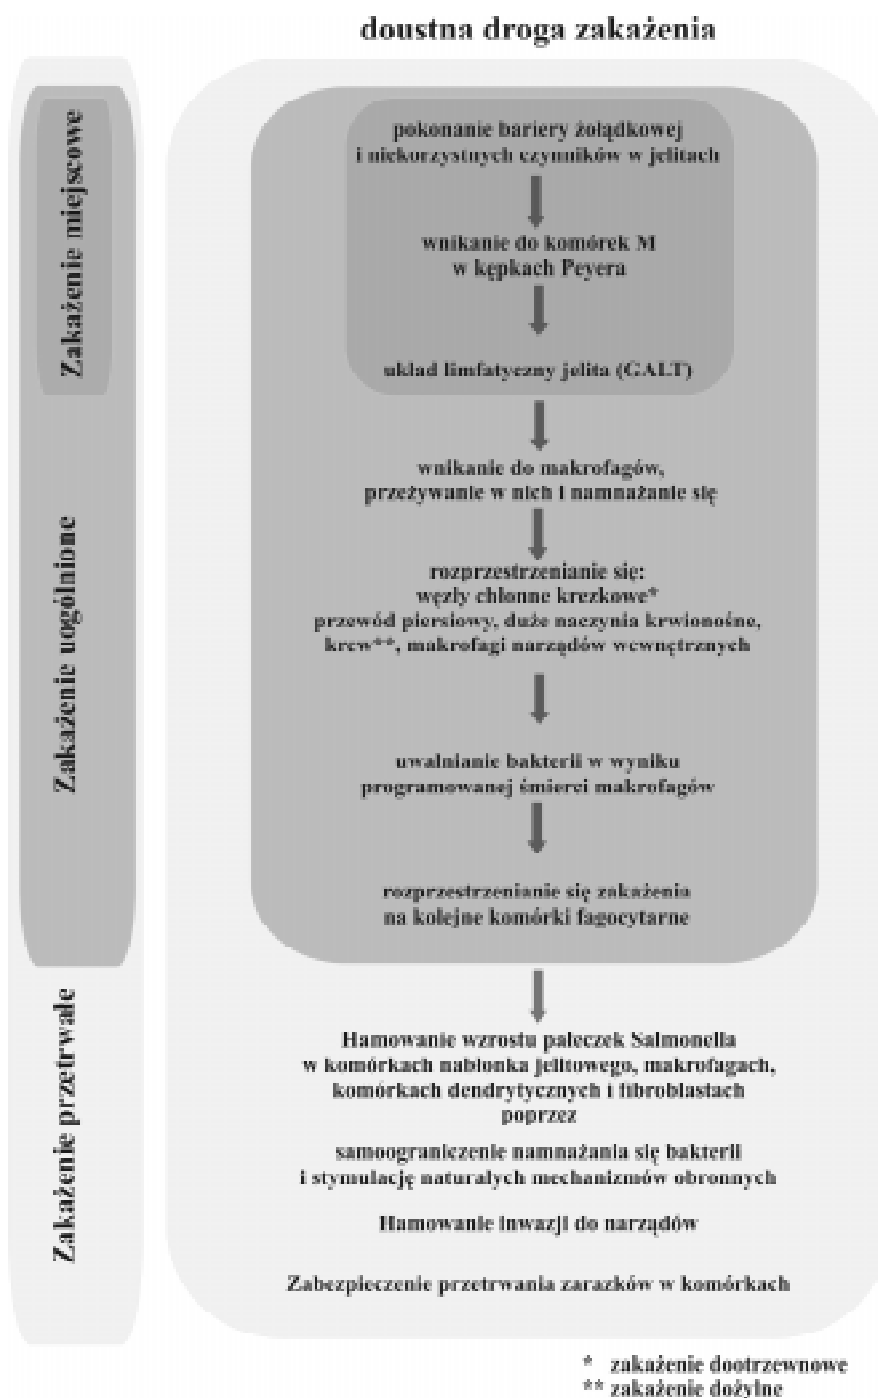 doustna droga zakażenia
Zakażenie miejscowe
pokonanie bariery żołądkowej
i niekorzystnych czynników w jelitach
wnikanie do komórek M
w kępkach Peyera
układ limfatyczny jelita (GALT)
Zakażenie uogólnione
wnikanie do makrofagów,
przeżywanie w nich i namnażanie się
rozprzestrzenianie się:
węzły chłonne krezkowe*
przewód piersiowy, duże naczynia krwionośne,
krew**, makrofagi narządów wewnętrznych
uwalnianie bakterii w wyniku
programowanej śmierci makrofagów
rozprzestrzenianie się zakażenia
na kolejne komórki fagocytarne
Zakażenie przetrwałe
Hamowanie wzrostu pałeczek Salmonella
w komórkach nabłonka jelitowego, makrofagach,
komórkach dendrytycznych i fibroblastach
poprzez
samoograniczenie namnażania się bakterii
i stymulację naturalych mechanizmów obronnych
Hamowanie inwazji do narządów
Zabezpieczenie przetrwania zarazków w komórkach
* zakażenie dootrzewnowe
** zakażenie dożylne